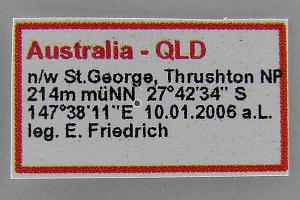 Australia - QLD
n/w St.George, Thrushton NP
214m müNN, 27°42'34" S
147°38'11"E 10.01.2006 a.L.
leg. E. Friedrich